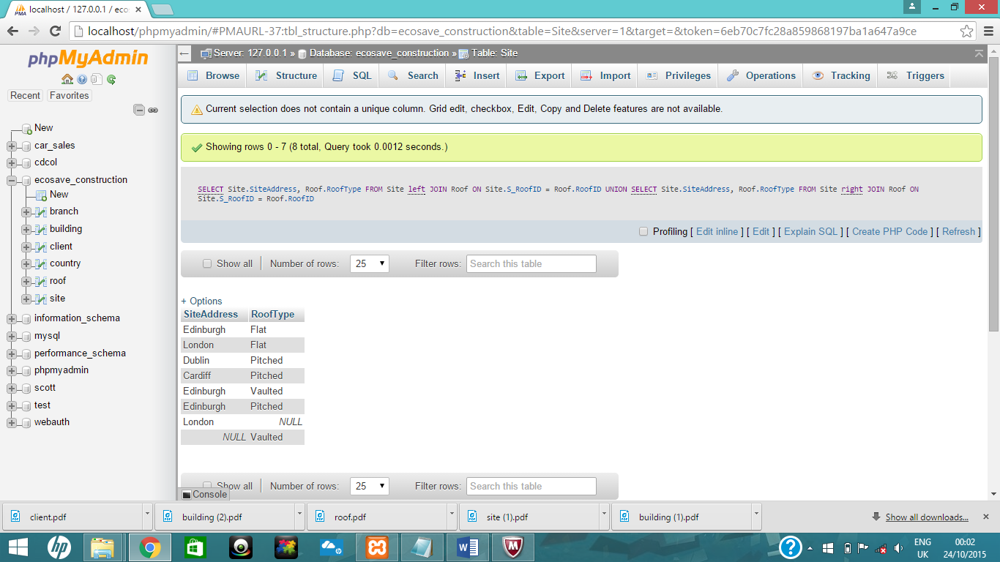 localhost / 127.0.0.1 / eco
localhost/phpmyadmin/#PMAURL-37:tbl_structure.php?db=ecosave_construction&table=Site&server=1&target=&token=6eb70c7fc28a859868197ba1a647a9ce
phpMyAdmin
Recent Favorites
New
car_sales
cdcol
ecosave_construction
New
branch
building
client
country
roof
site
information_schema
mysql
performance_schema
phpmyadmin
scott
test
webauth
Server: 127.0.0.1 » Database: ecosave_construction » Table: Site
Browse Structure SQL Search Insert Export Import Privileges Operations Tracking Triggers
Current selection does not contain a unique column. Grid edit, checkbox, Edit, Copy and Delete features are not available.
Showing rows 0 - 7 (8 total, Query took 0.0012 seconds.)
SELECT Site.SiteAddress, Roof.RoofType FROM Site left JOIN Roof ON Site.S_RoofID = Roof.RoofID UNION SELECT Site.SiteAddress, Roof.RoofType FROM Site right JOIN Roof ON
Site.S_RoofID = Roof.RoofID
Profiling [ Edit inline ] [ Edit ] [ Explain SQL ] [ Create PHP Code ] [ Refresh ]
Show all Number of rows: 25 Filter rows: Search this table
+ Options
SiteAddress RoofType
Edinburgh Flat
London Flat
Dublin Pitched
Cardiff Pitched
Edinburgh Vaulted
Edinburgh Pitched
London NULL
NULL Vaulted
Show all Number of rows: 25 Filter rows: Search this table
Console
client.pdf building (2).pdf roof.pdf site (1).pdf building (1).pdf Show all downloads...
ENG 00:02
UK 24/10/2015